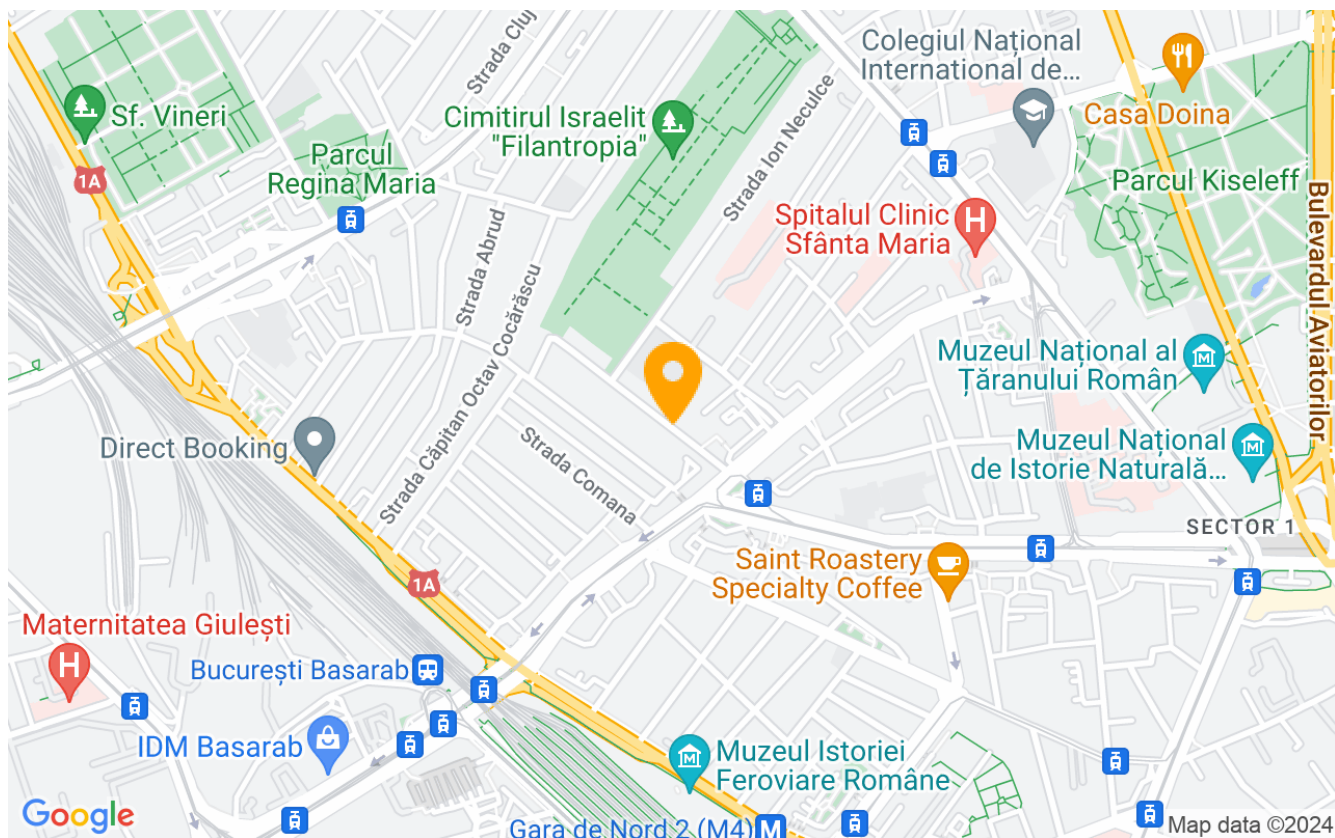 Strada Cluj
Colegiul Național
Internațional de...
Casa Doina
Sf. Vineri
Cimitirul Israelit
"Filantropia"
Parcul
Regina Maria
1A
Strada Ion Neculce
Parcul Kiseleff
Spitalul Clinic
Sfânta Maria
H
Bulevardul Aviatorilor
Strada Abrud
Strada Căpitan Octav Cocărăscu
Muzeul Național al
Țăranului Român
M
Direct Booking
Strada Comana
Muzeul Național
de Istorie Naturală...
M
SECTOR 1
Saint Roastery
Specialty Coffee
1A
Maternitatea Giulești
H
București Basarab
IDM Basarab
Muzeul Istoriei
Feroviare Române
M
Google
Gara de Nord 2 (M4)
M
Map data ©2024